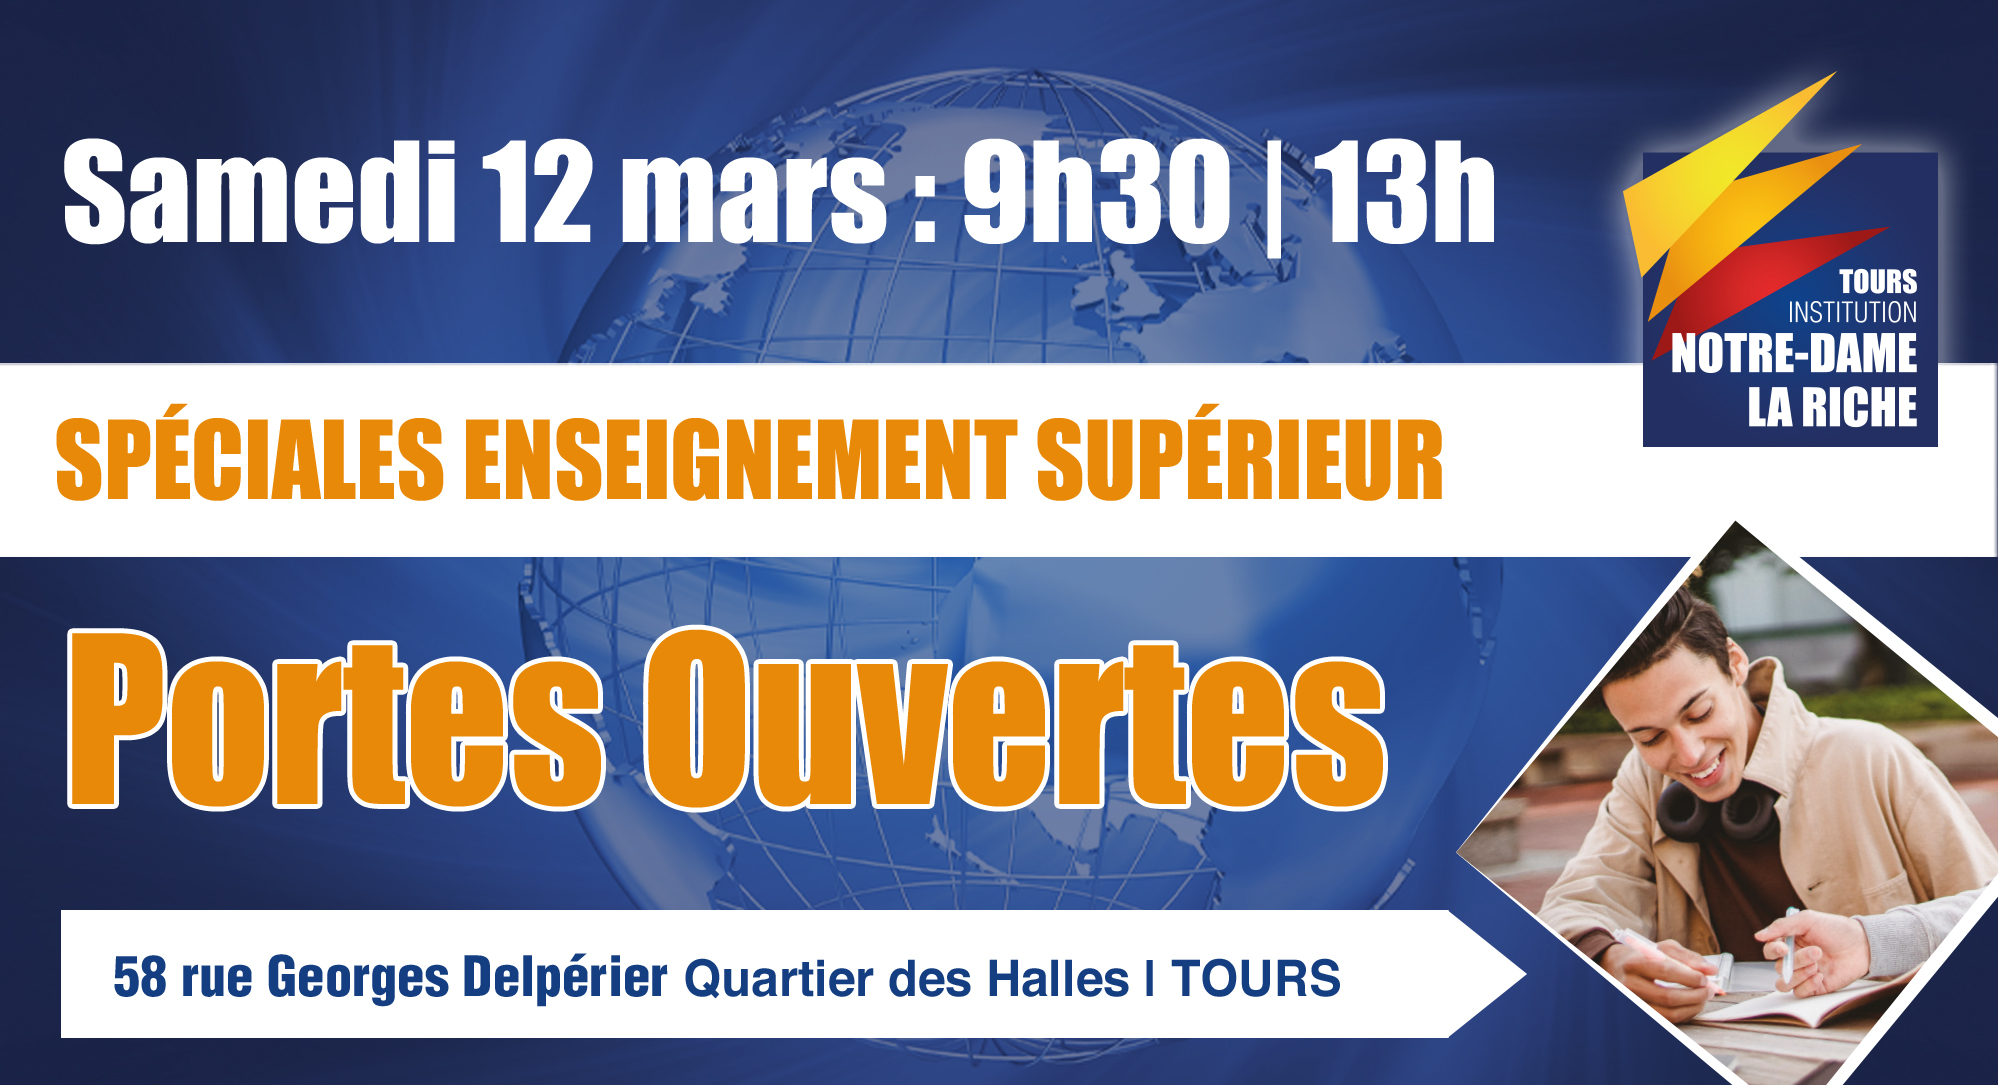 Samedi 12 mars : 9h30 | 13h
TOURS
INSTITUTION
NOTRE-DAME
LA RICHE
SPÉCIALES ENSEIGNEMENT SUPÉRIEUR
Portes Ouvertes
58 rue Georges Delpérier Quartier des Halles | TOURS